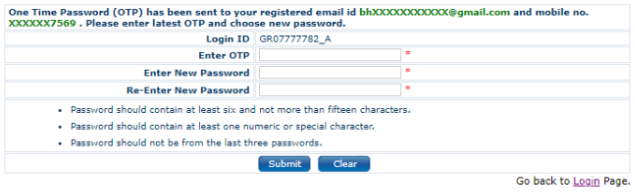 One Time Password (OTP) has been sent to your registered email id bhXXXXXXXXXXX@gmail.com and mobile no.
XXXXXX7569 . Please enter latest OTP and choose new password.
Login ID GR07777782_A
Enter OTP *
Enter New Password *
Re-Enter New Password *
• Password should contain at least six and not more than fifteen characters.
• Password should contain at least one numeric or special character.
• Password should not be from the last three passwords.
Submit Clear
Go back to Login Page.